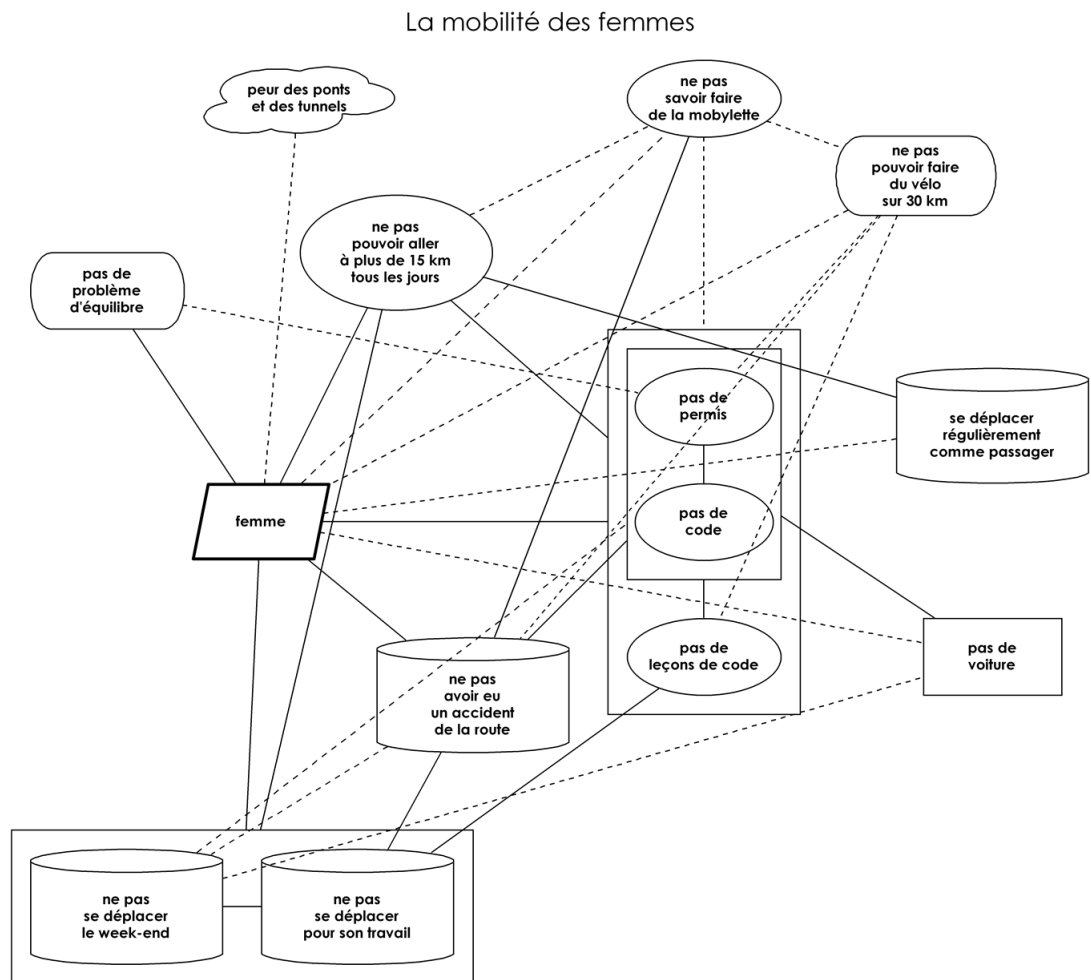 La mobilité des femmes
peur des ponts
et des tunnels
ne pas
savoir faire
de la mobylette
ne pas
pouvoir faire
du vélo
sur 30 km
ne pas
pouvoir aller
à plus de 15 km
tous les jours
pas de
problème
d'équilibre
pas de
permis
se déplacer
régulièrement
comme passager
femme
pas de
code
pas de
leçons de code
pas de
voiture
ne pas
avoir eu
un accident
de la route
ne pas
se déplacer
le week-end
ne pas
se déplacer
pour son travail